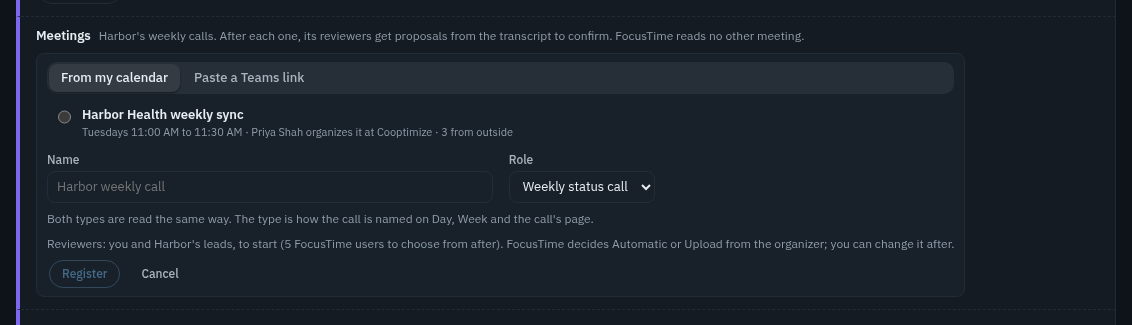 Meetings Harbor's weekly calls. After each one, its reviewers get proposals from the transcript to confirm. FocusTime reads no other meeting.
From my calendar Paste a Teams link
Harbor Health weekly sync
Tuesdays 11:00 AM to 11:30 AM · Priya Shah organizes it at Cooptimize · 3 from outside
Name Role
Harbor weekly call Weekly status call
Both types are read the same way. The type is how the call is named on Day, Week and the call's page.
Reviewers: you and Harbor's leads, to start (5 FocusTime users to choose from after). FocusTime decides Automatic or Upload from the organizer; you can change it after.
Register Cancel